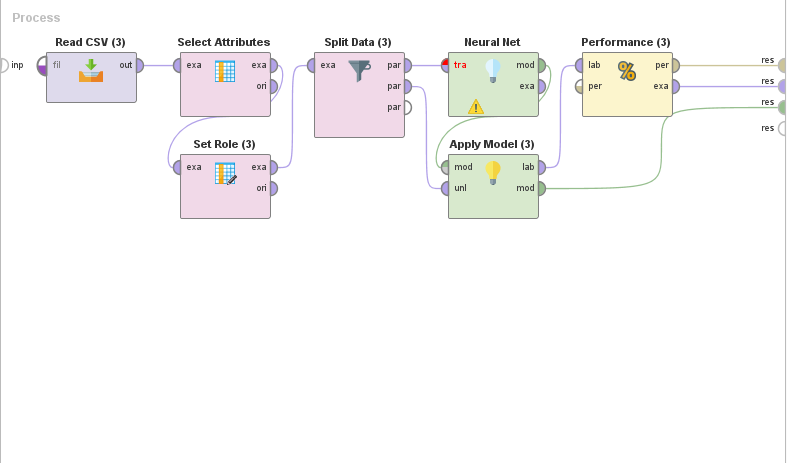 Process
Read CSV (3)
Select Attributes
Split Data (3)
Neural Net
Performance (3)
inp
fil
out
exa
exa
ori
exa
par
par
par
tra
mod
exa
lab
per
per
exa
res
res
res
res
Set Role (3)
Apply Model (3)
exa
exa
ori
mod
unl
lab
mod